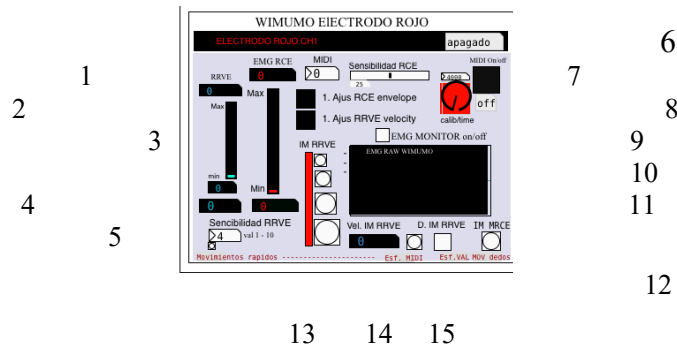 WIMUMO ElECTRODO ROJO
ELECTRODO ROJO CH1
apagado
6
EMG RCE
MIDI
Sensibilidad RCE
MIDI On/off
1
RRVE
0
0
25
4000
7
2
Max
Max
1. Ajus RCE envelope
off
8
1. Ajus RRVE velocity
calib/time
3
EMG MONITOR on/off
9
IM RRVE
EMG RAW WIMUMO
10
min
0
Min
4
0
0
11
Sencibilidad RRVE
Vel. IM RRVE
D. IM RRVE
IM MRCE
5
4
val 1 - 10
0
Movimientos rapidos ----------------------
Esf. MIDI
Esf.VAL MOV dedos
12
13 14 15